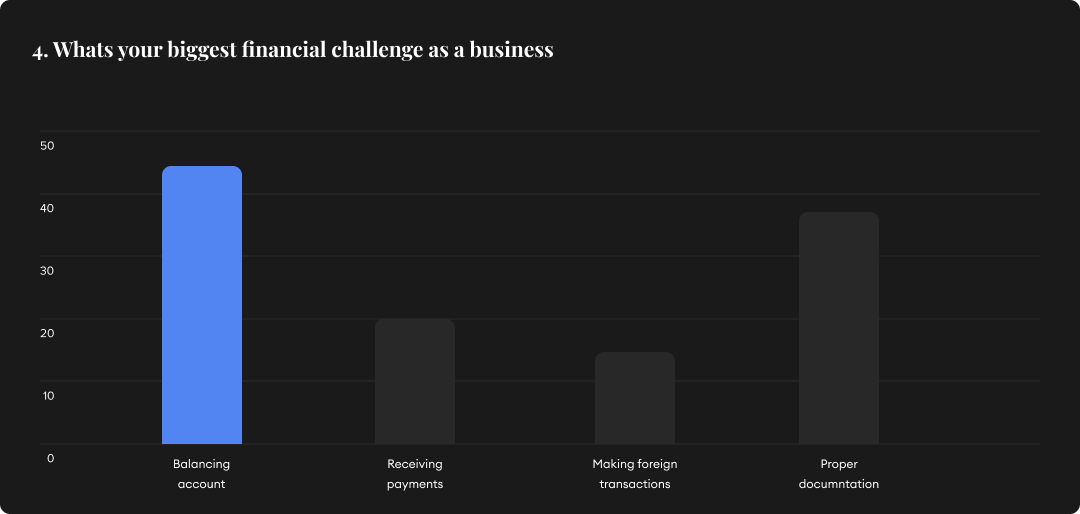 4. Whats your biggest financial challenge as a business
50
40
30
20
10
0
Balancing
account
Receiving
payments
Making foreign
transactions
Proper
documntation